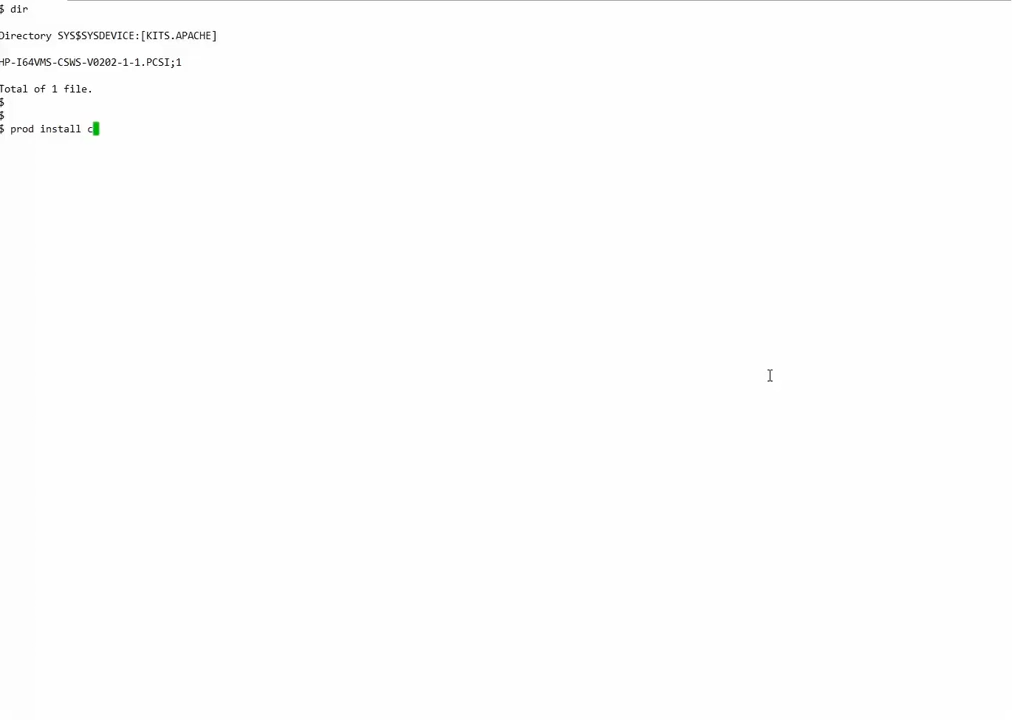 $ dir
Directory SYS$SYSDEVICE:[KITS.APACHE]
HP-I64VMS-CSWS-V0202-1-1.PCSI;1
Total of 1 file.
$
$
$ prod install c